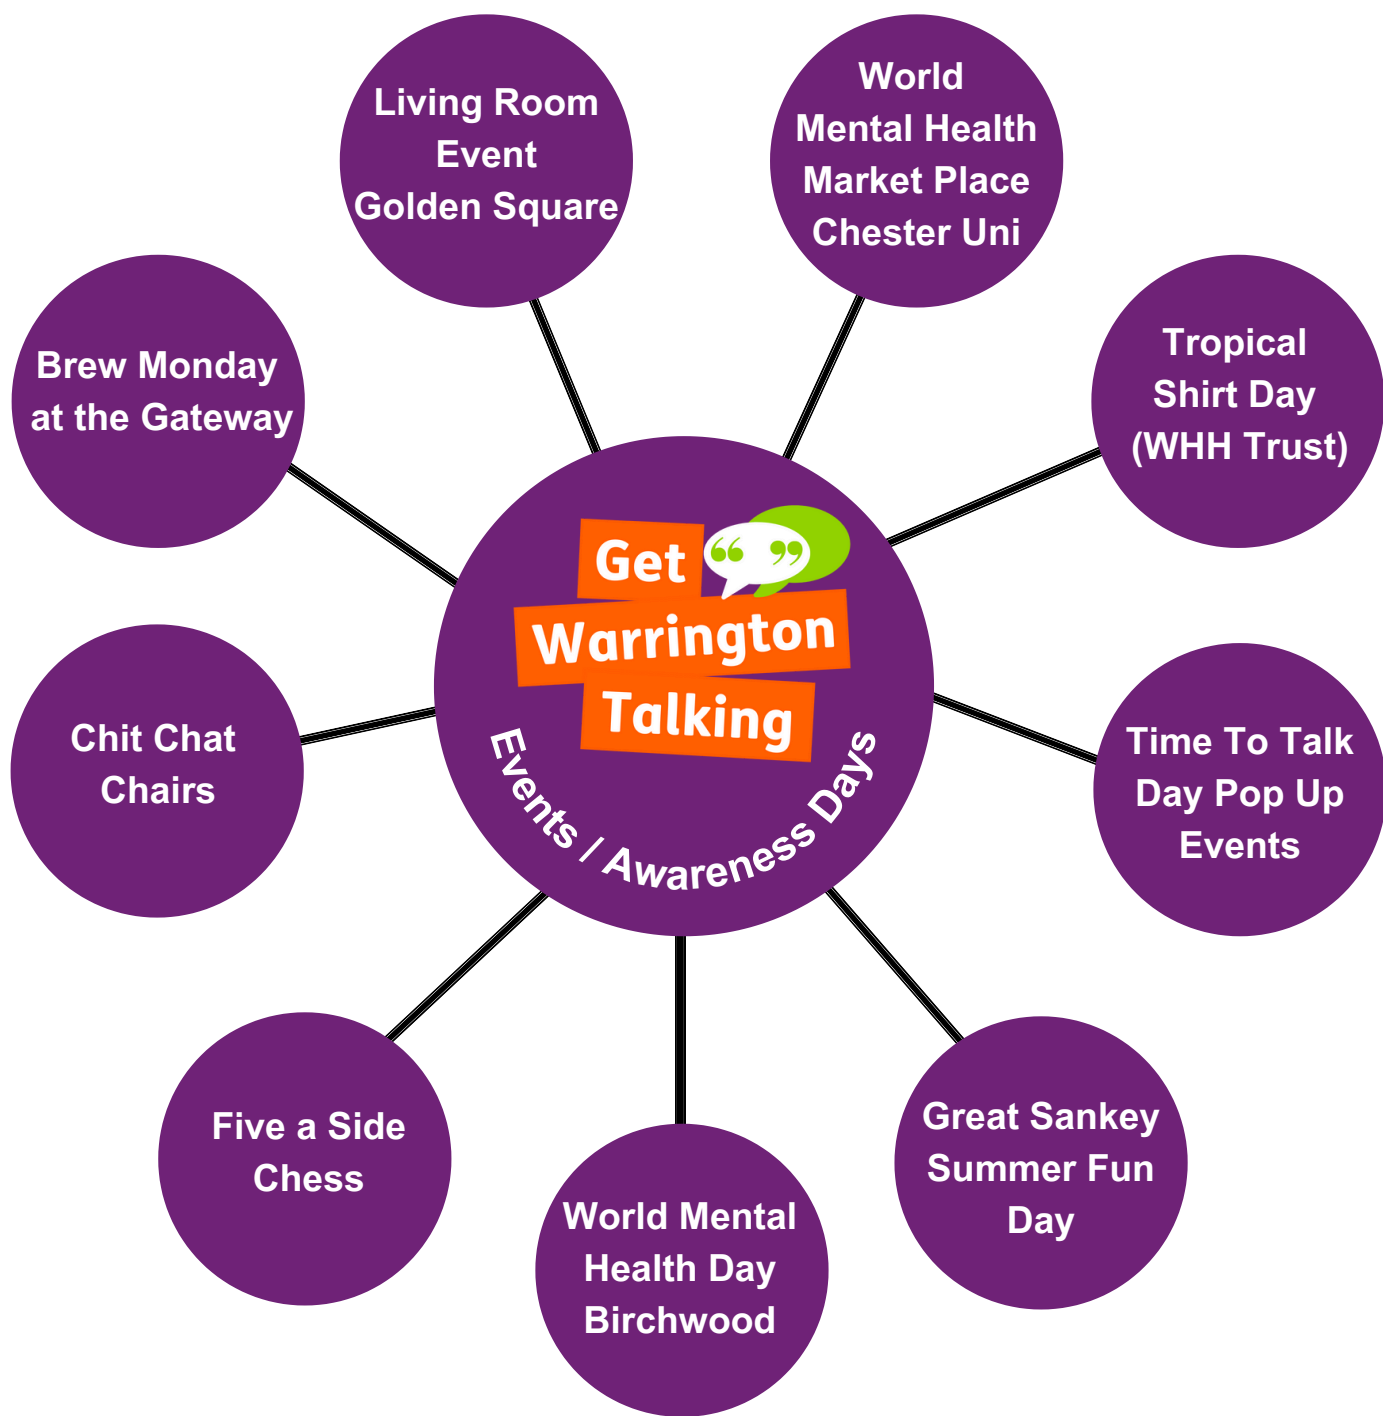 Living Room
Event
Golden Square
World
Mental Health
Market Place
Chester Uni
Brew Monday
at the Gateway
Tropical
Shirt Day
(WHH Trust)
Get
Warrington
Talking
Events / Awareness Days
Chit Chat
Chairs
Time To Talk
Day Pop Up
Events
Five a Side
Chess
World Mental
Health Day
Birchwood
Great Sankey
Summer Fun
Day